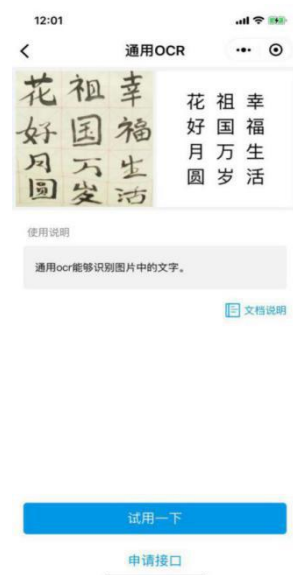 12:01
通用OCR
花 祖 幸
好 国 福
月 万 生
圆 岁 活
花 祖 幸
好 国 福
月 万 生
圆 岁 活
使用说明
通用ocr能够识别图片中的文字。
文档说明
试用一下
申请接口